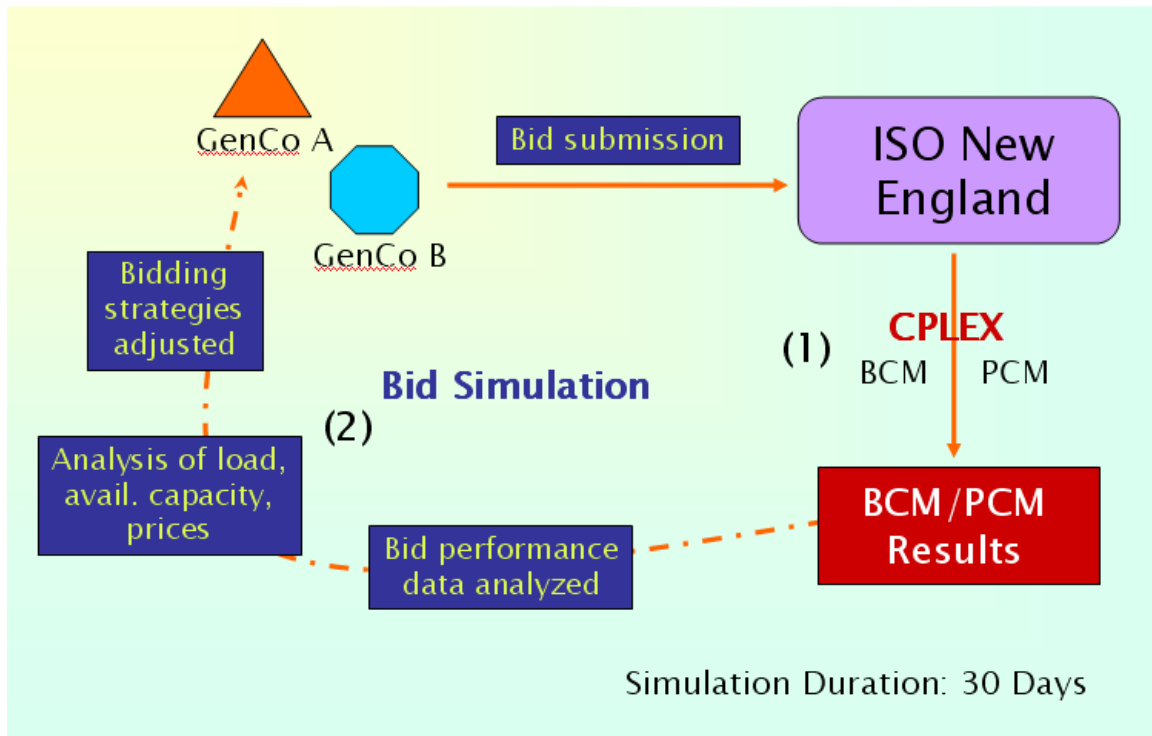 GenCo A
GenCo B
Bid submission
ISO New
England
CPLEX
(1)
BCM
PCM
BCM/PCM
Results
Bid performance
data analyzed
Analysis of load,
avail. capacity,
prices
Bidding
strategies
adjusted
Bid Simulation
(2)
Simulation Duration: 30 Days